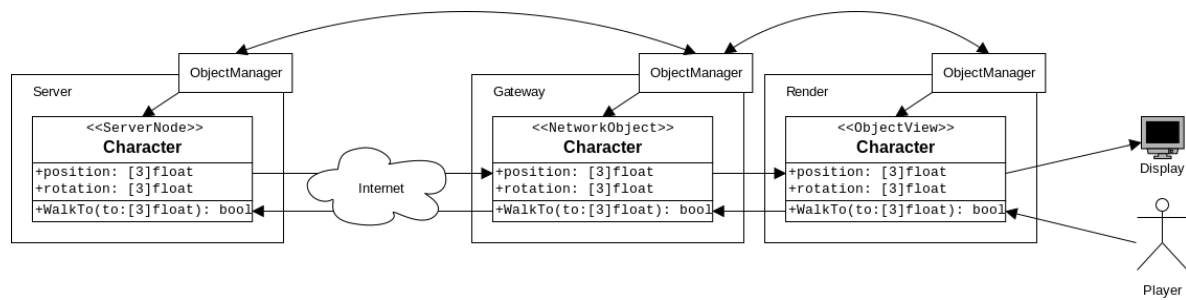 ObjectManager
Server
<<ServerNode>>
Character
+position: [3]float
+rotation: [3]float
+WalkTo(to:[3]float): bool
Internet
ObjectManager
Gateway
<<NetworkObject>>
Character
+position: [3]float
+rotation: [3]float
+WalkTo(to:[3]float): bool
ObjectManager
Render
<<ObjectView>>
Character
+position: [3]float
+rotation: [3]float
+WalkTo(to:[3]float): bool
Display
Player